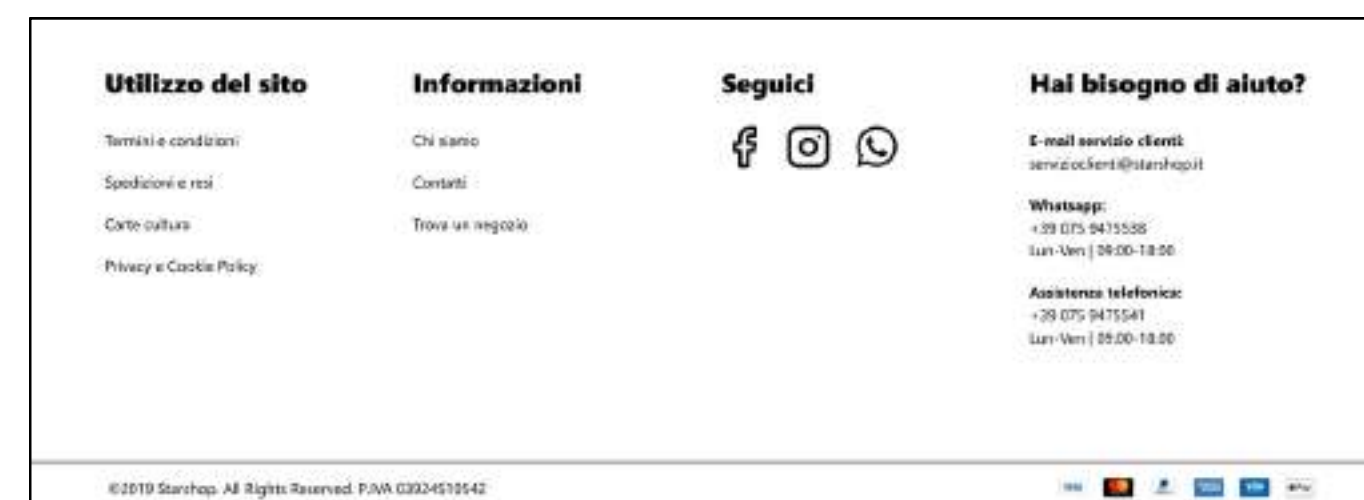 Utilizzo del sito
Termini e condizioni
Spedizioni e resi
Carte cultura
Privacy e Cookie Policy
Informazioni
Chi siamo
Contatti
Trova un negozio
Seguici
Hai bisogno di aiuto?
E-mail servizio clienti:
servizioclienti@starshop.it
Whatsapp:
+39 075 9475538
Lun-Ven | 09:00-18:00
Assistenza telefonica:
+39 075 9475541
Lun-Ven | 09:00-18:00
©2019 Starshop. All Rights Reserved. P.IVA 03924510542